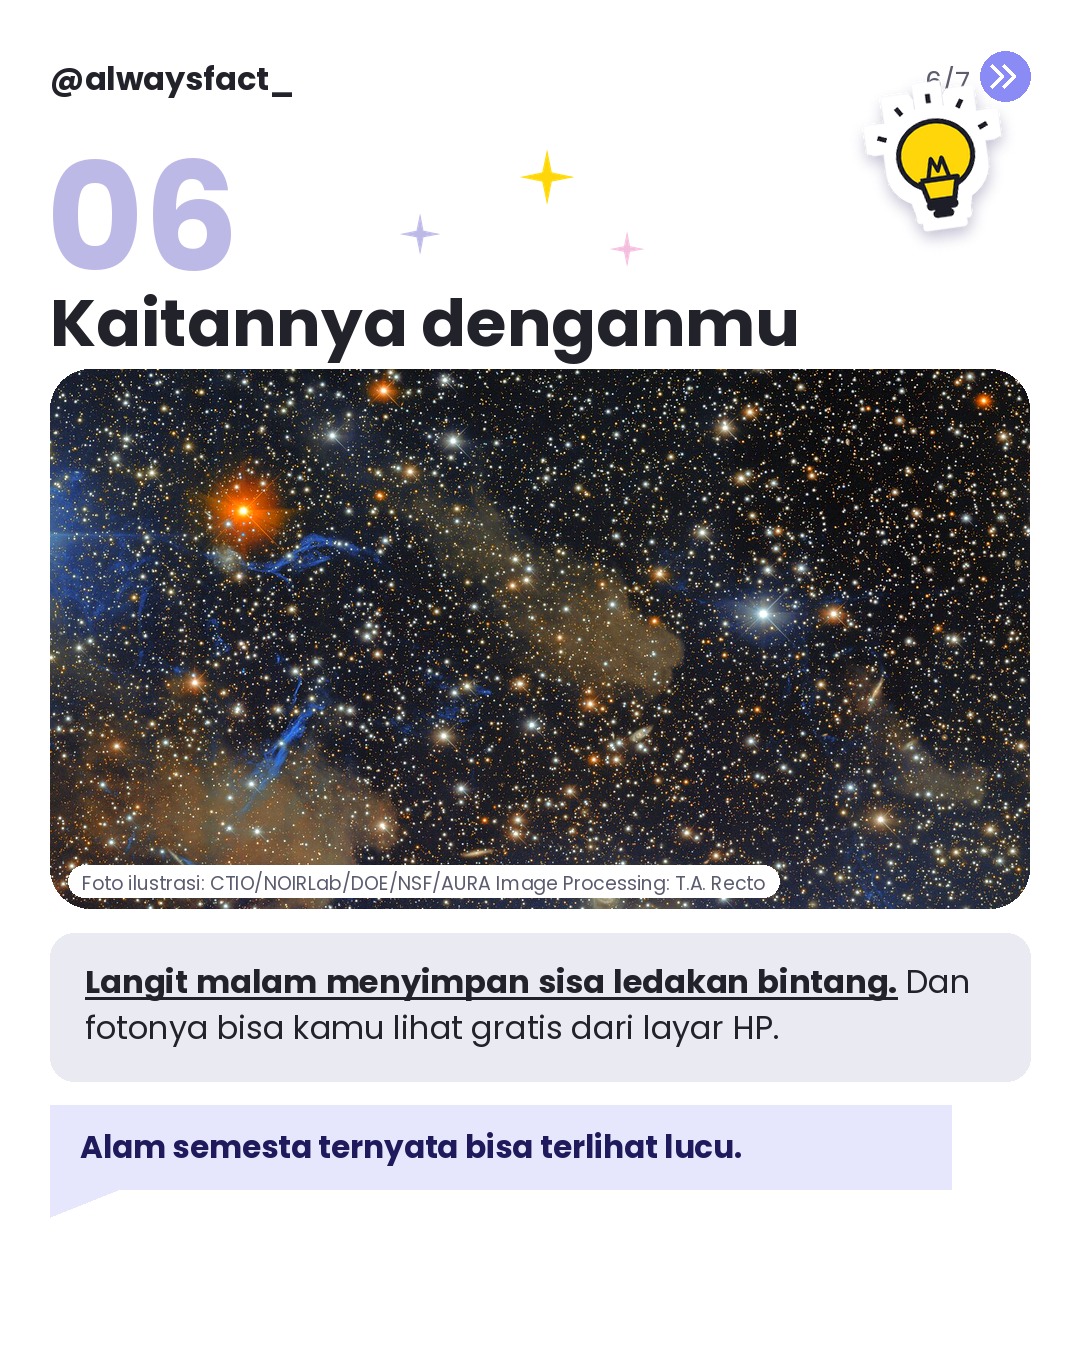 @alwaysfact_
6/7
06
Kaitannya denganmu
Foto ilustrasi: CTIO/NOIRLab/DOE/NSF/AURA Image Processing: T.A. Recto
Langit malam menyimpan sisa ledakan bintang. Dan
fotonya bisa kamu lihat gratis dari layar HP.
Alam semesta ternyata bisa terlihat lucu.